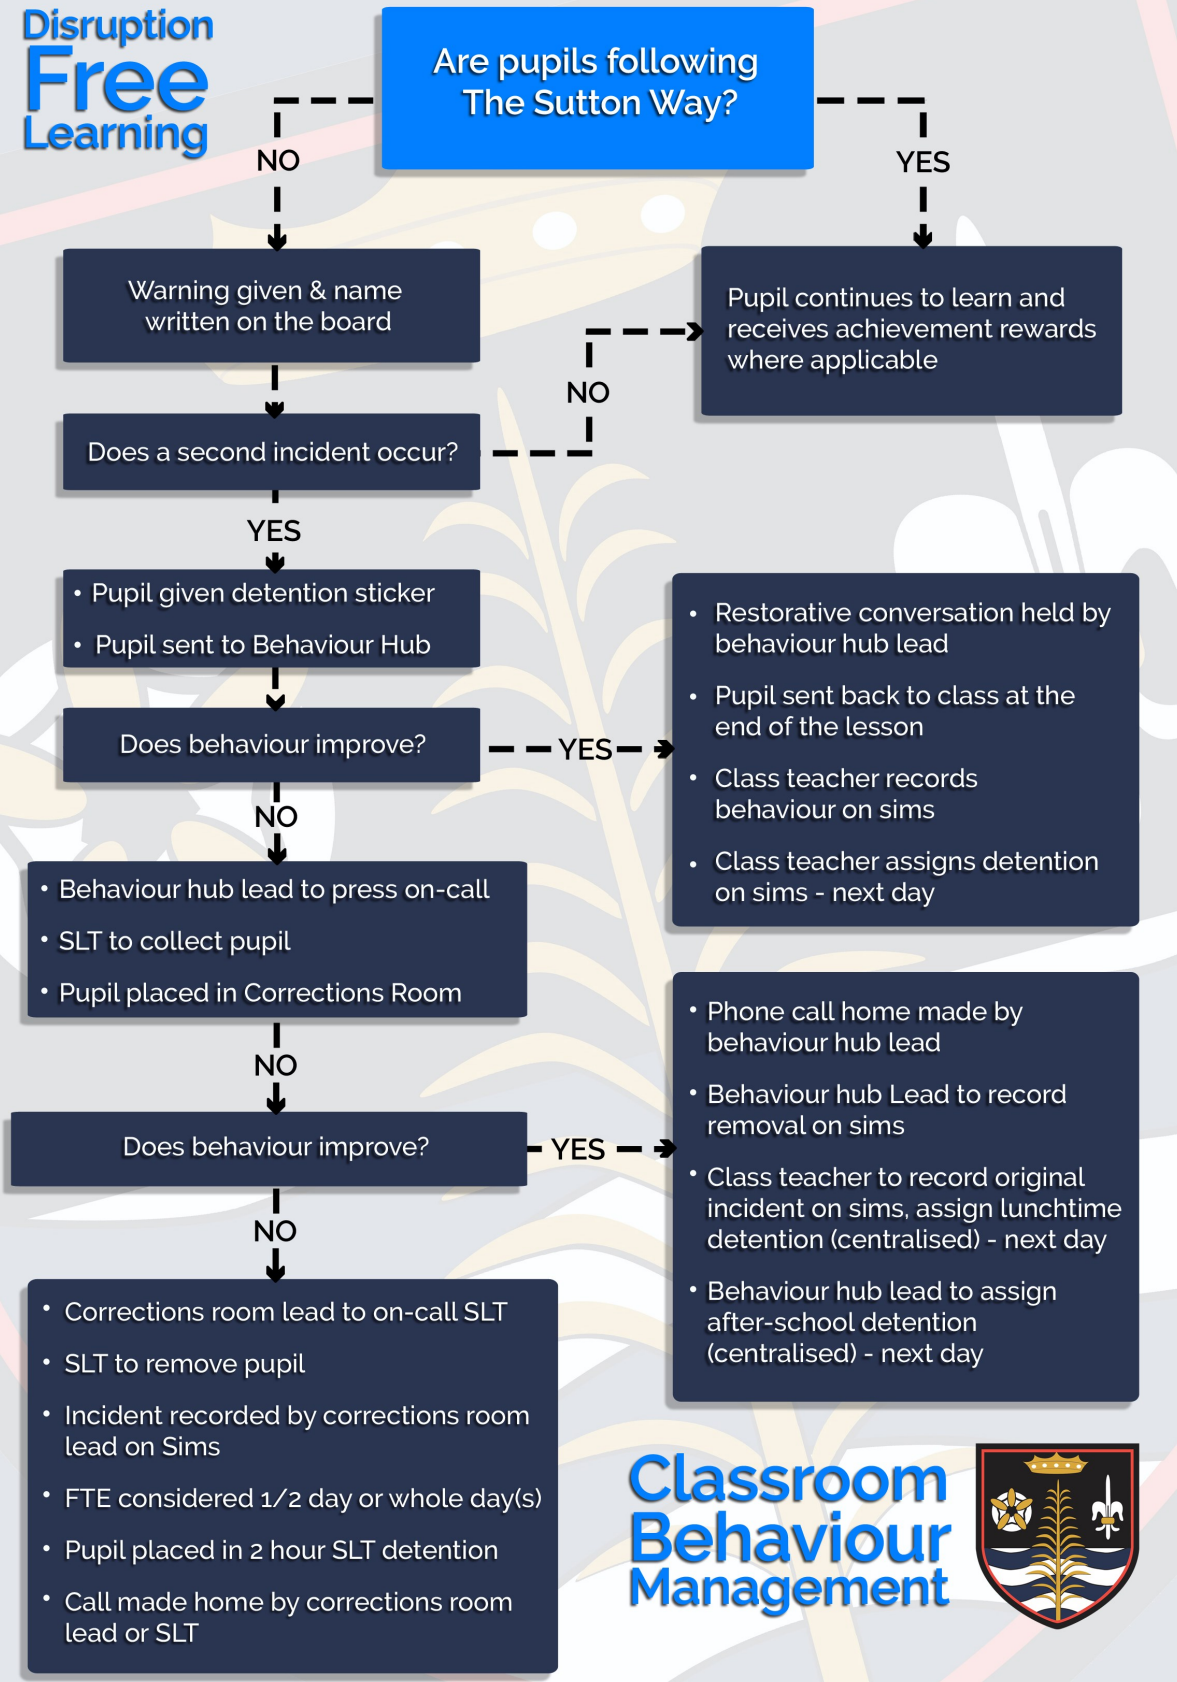 Disruption
Free
Learning
Are pupils following
The Sutton Way?
NO
YES
Warning given & name
written on the board
Pupil continues to learn and
receives achievement rewards
where applicable
NO
Does a second incident occur?
YES
• Pupil given detention sticker
• Pupil sent to Behaviour Hub
• Restorative conversation held by
behaviour hub lead
• Pupil sent back to class at the
end of the lesson
• Class teacher records
behaviour on sims
• Class teacher assigns detention
on sims - next day
Does behaviour improve?
YES
NO
• Behaviour hub lead to press on-call
• SLT to collect pupil
• Pupil placed in Corrections Room
NO
• Phone call home made by
behaviour hub lead
• Behaviour hub Lead to record
removal on sims
• Class teacher to record original
incident on sims, assign lunchtime
detention (centralised) - next day
• Behaviour hub lead to assign
after-school detention
(centralised) - next day
Does behaviour improve?
YES
NO
• Corrections room lead to on-call SLT
• SLT to remove pupil
• Incident recorded by corrections room
lead on Sims
• FTE considered 1/2 day or whole day(s)
• Pupil placed in 2 hour SLT detention
• Call made home by corrections room
lead or SLT
Classroom
Behaviour
Management